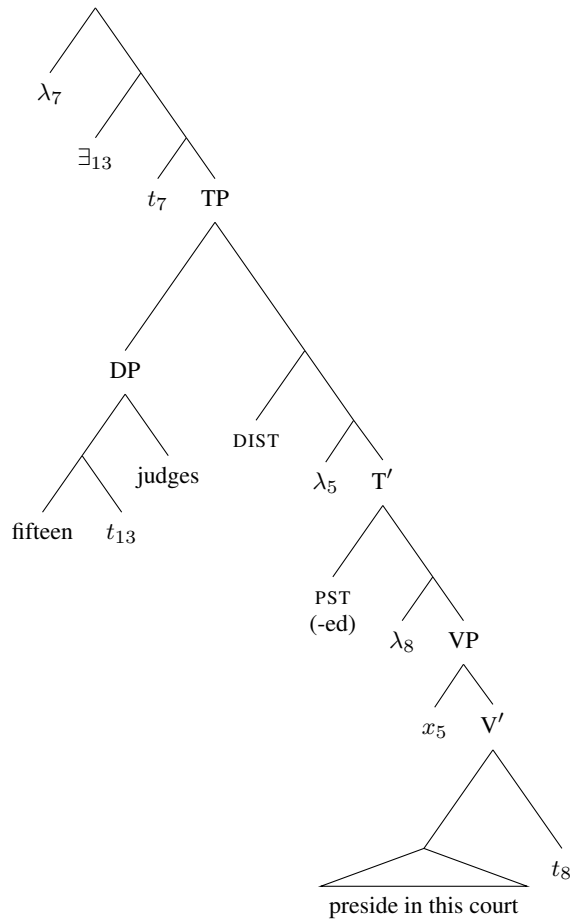 λ₇
∃₁₃
t₇ TP
DP
DIST
judges
λ₅ T′
fifteen t₁₃
PST
(-ed)
λ₈ VP
x₅ V′
t₈
preside in this court